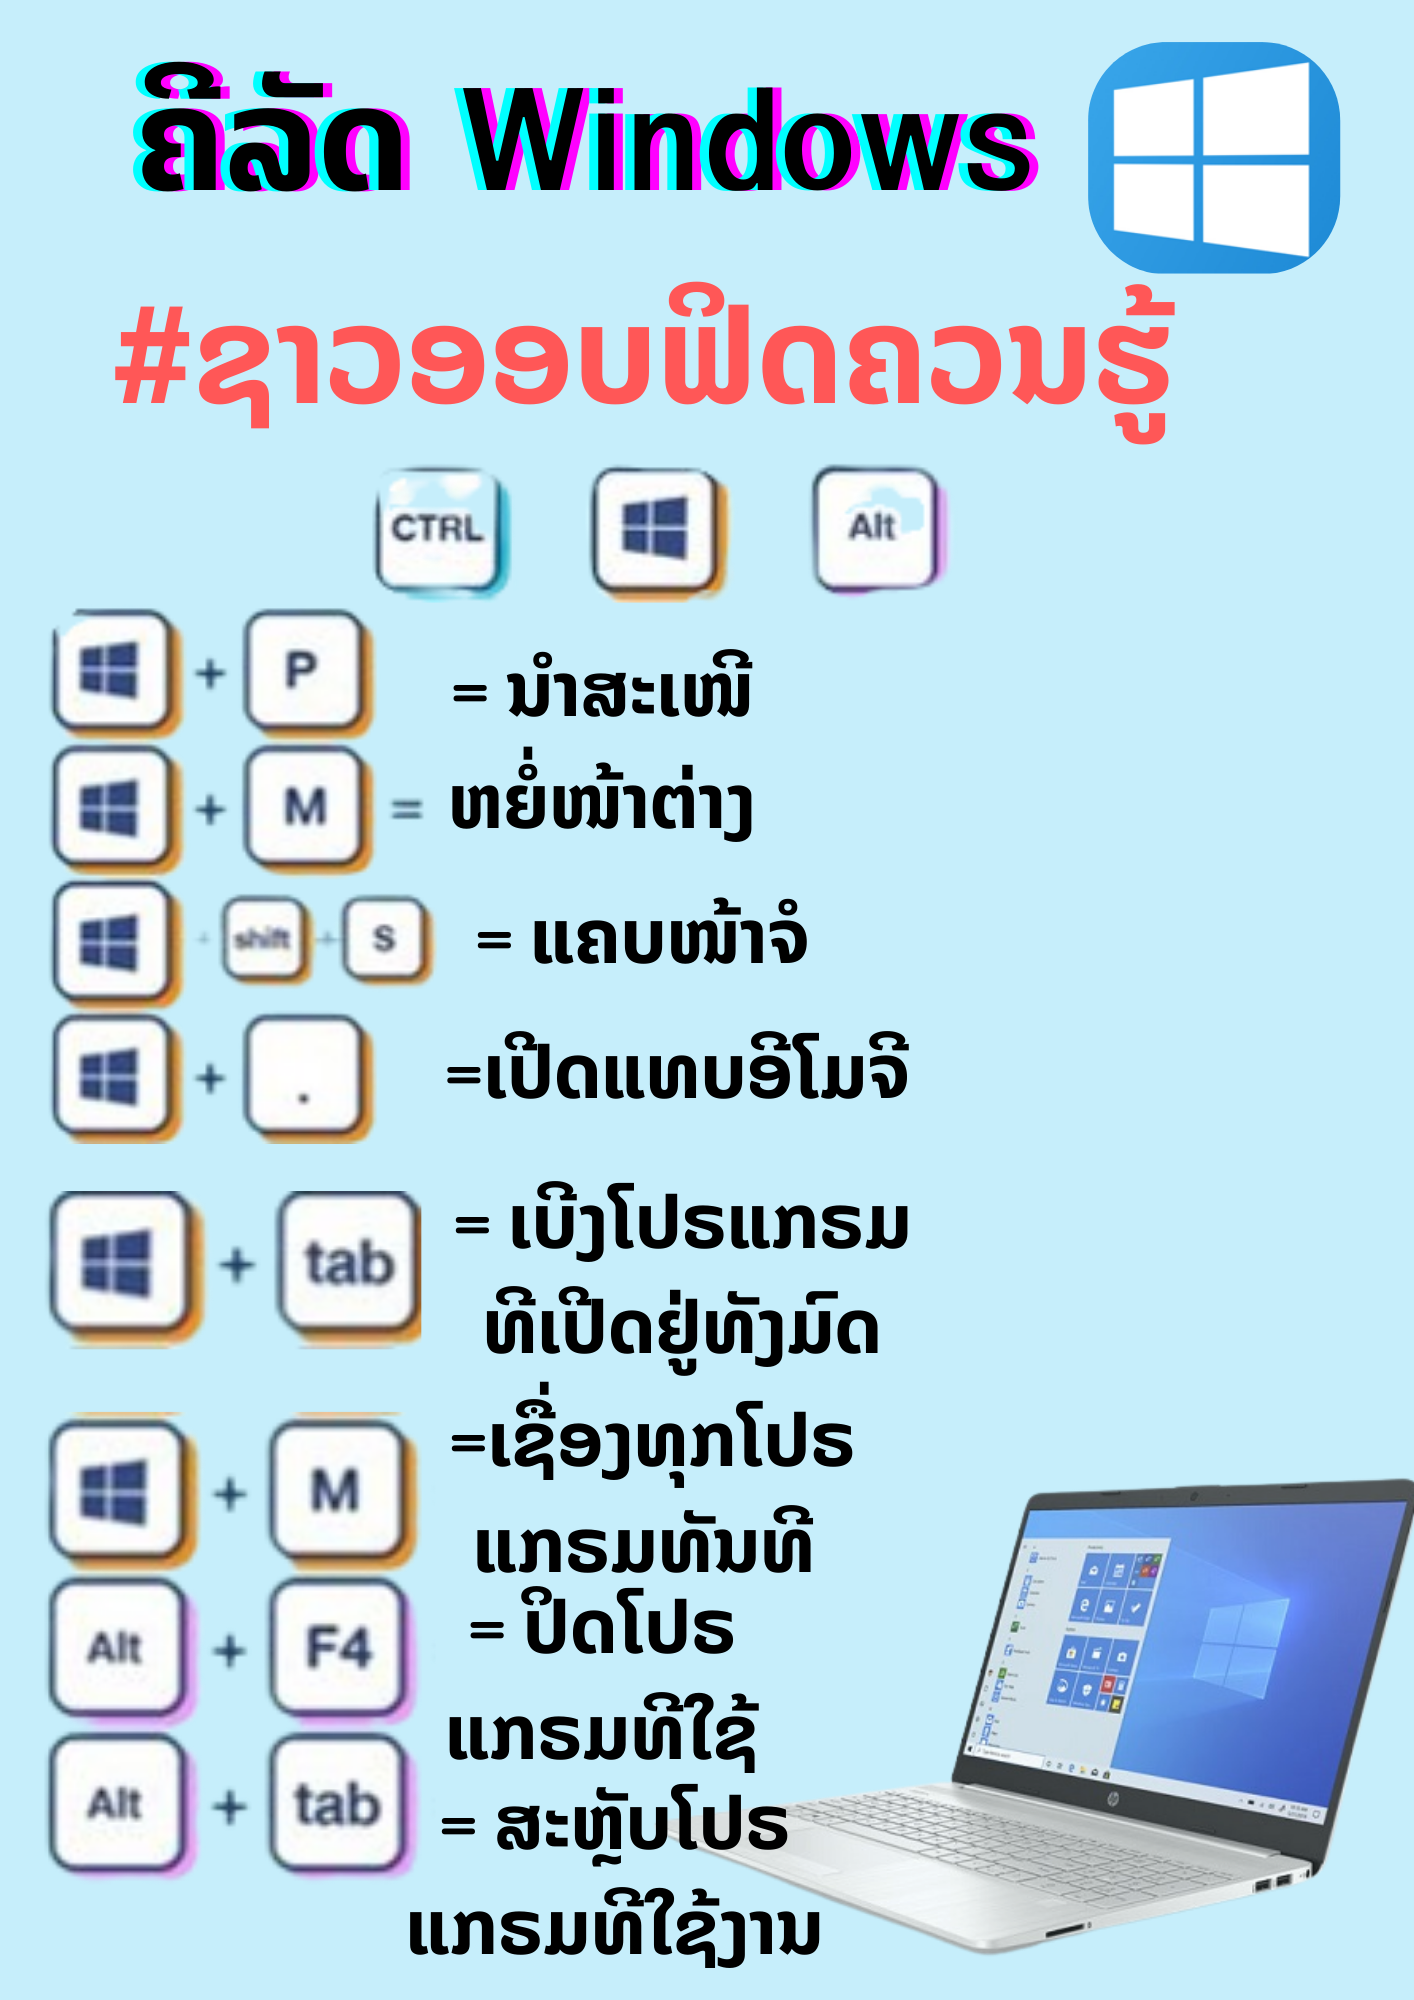 ຄີລັດ Windows
#ຊາວອອບຟິດຄວນຮູ້
CTRL Alt
+ P = ນຳສະເໜີ
+ M = ຫຍໍ່ໜ້າຕ່າງ
+ shift + S = ແຄບໜ້າຈໍ
+ . =ເປີດແທບອີໂມຈີ
+ tab = ເບິ່ງໂປຣແກຣມ
ທີ່ເປີດຢູ່ທັງມົດ
+ M =ເຊື່ອງທຸກໂປຣ
ແກຣມທັນທີ
Alt + F4 = ປິດໂປຣ
ແກຣມທີ່ໃຊ້
Alt + tab = ສະຫຼັບໂປຣ
ແກຣມທີ່ໃຊ້ງານ